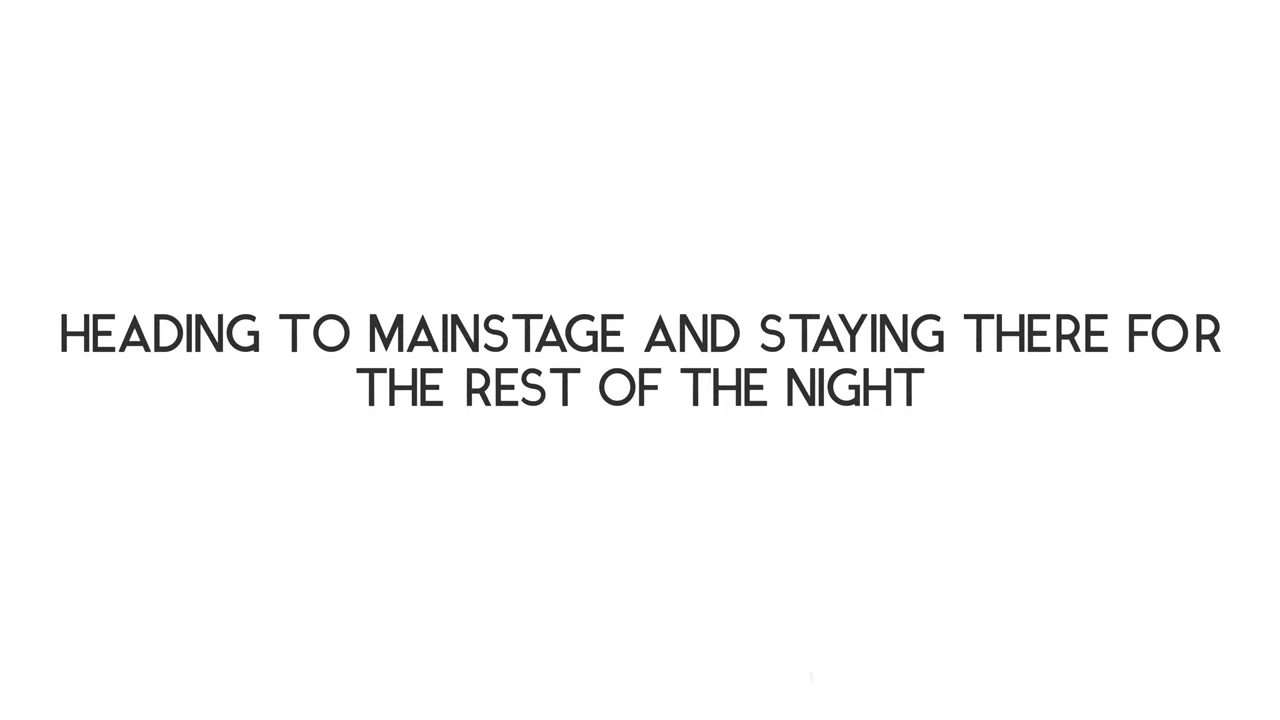 HEADING TO MAINSTAGE AND STAYING THERE FOR
THE REST OF THE NIGHT